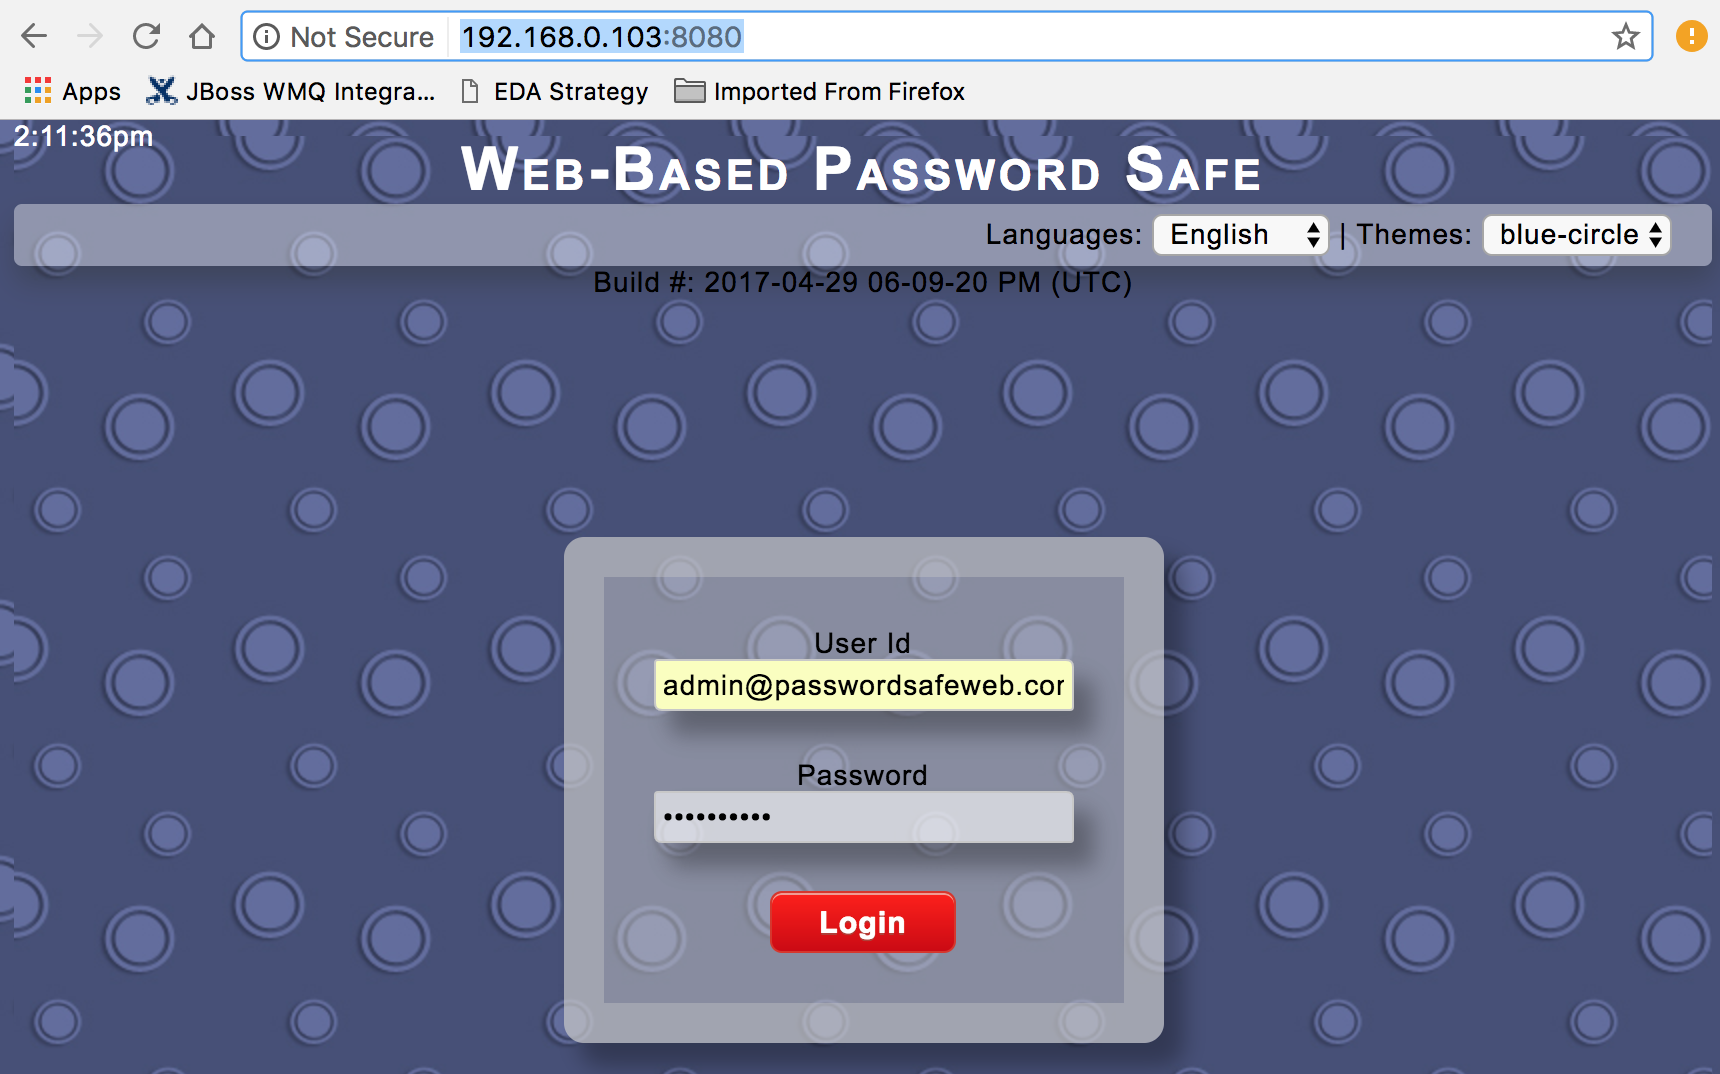 Not Secure 192.168.0.103:8080
Apps JBoss WMQ Integra... EDA Strategy Imported From Firefox
2:11:36pm
Web-Based Password Safe
Languages: English | Themes: blue-circle
Build #: 2017-04-29 06-09-20 PM (UTC)
User Id
admin@passwordsafeweb.cor
Password
••••••••••
Login